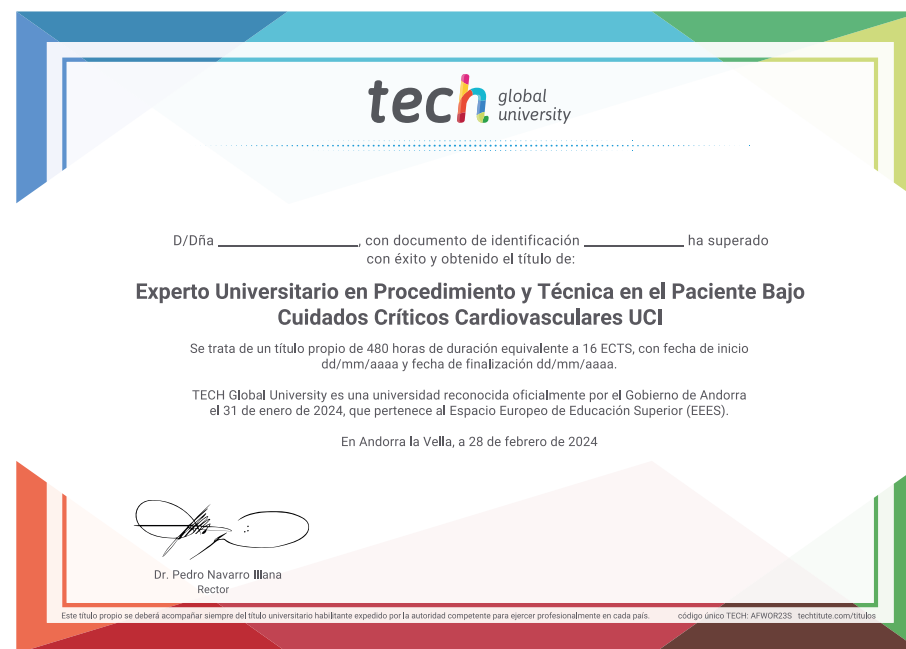 tech global university
D/Dña ____________________, con documento de identificación ______________ ha superado
con éxito y obtenido el título de:
Experto Universitario en Procedimiento y Técnica en el Paciente Bajo
Cuidados Críticos Cardiovasculares UCI
Se trata de un título propio de 480 horas de duración equivalente a 16 ECTS, con fecha de inicio
dd/mm/aaaa y fecha de finalización dd/mm/aaaa.
TECH Global University es una universidad reconocida oficialmente por el Gobierno de Andorra
el 31 de enero de 2024, que pertenece al Espacio Europeo de Educación Superior (EEES).
En Andorra la Vella, a 28 de febrero de 2024
Dr. Pedro Navarro Illana
Rector
Este título propio se deberá acompañar siempre del título universitario habilitante expedido por la autoridad competente para ejercer profesionalmente en cada país. código único TECH: AFWOR23S techtitute.com/titulos